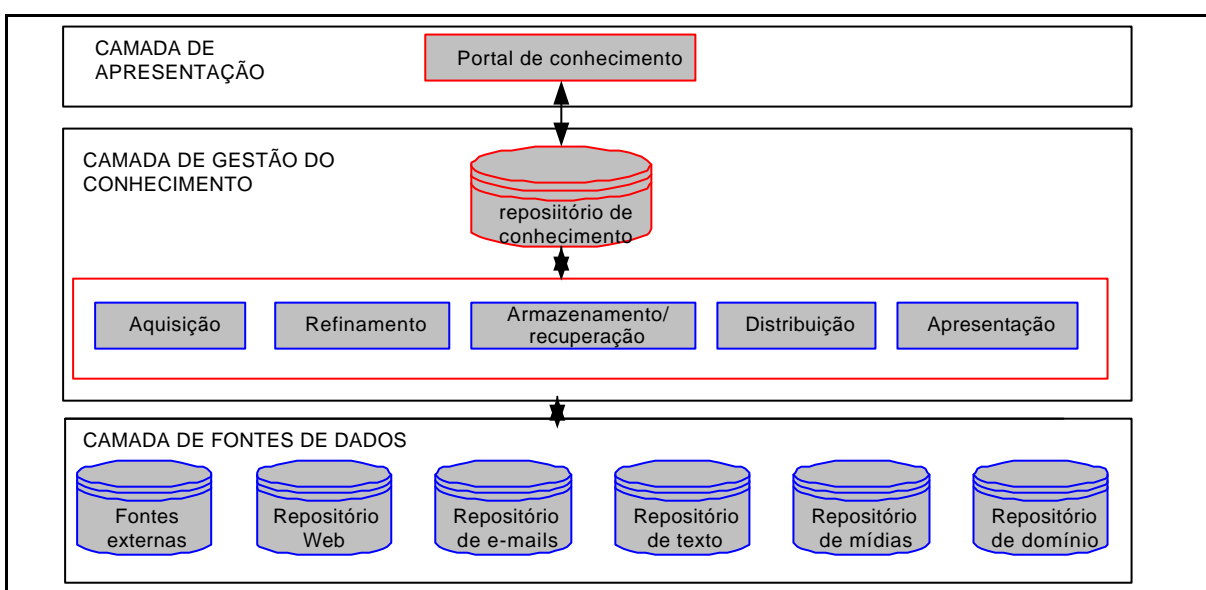 CAMADA DE
APRESENTAÇÃO
Portal de conhecimento
CAMADA DE GESTÃO DO
CONHECIMENTO
reposiitório de
conhecimento
Aquisição
Refinamento
Armazenamento/
recuperação
Distribuição
Apresentação
CAMADA DE FONTES DE DADOS
Fontes
externas
Repositório
Web
Repositório
de e-mails
Repositório
de texto
Repositório
de mídias
Repositório
de domínio